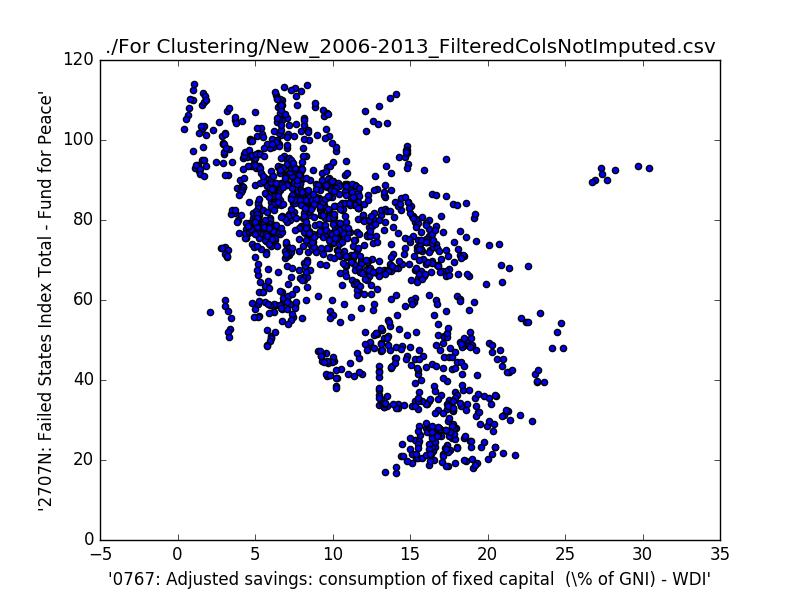 ./For Clustering/New_2006-2013_FilteredColsNotImputed.csv
120
100
80
60
40
20
0
'2707N: Failed States Index Total - Fund for Peace'
−5 0 5 10 15 20 25 30 35
'0767: Adjusted savings: consumption of fixed capital  (\% of GNI) - WDI'